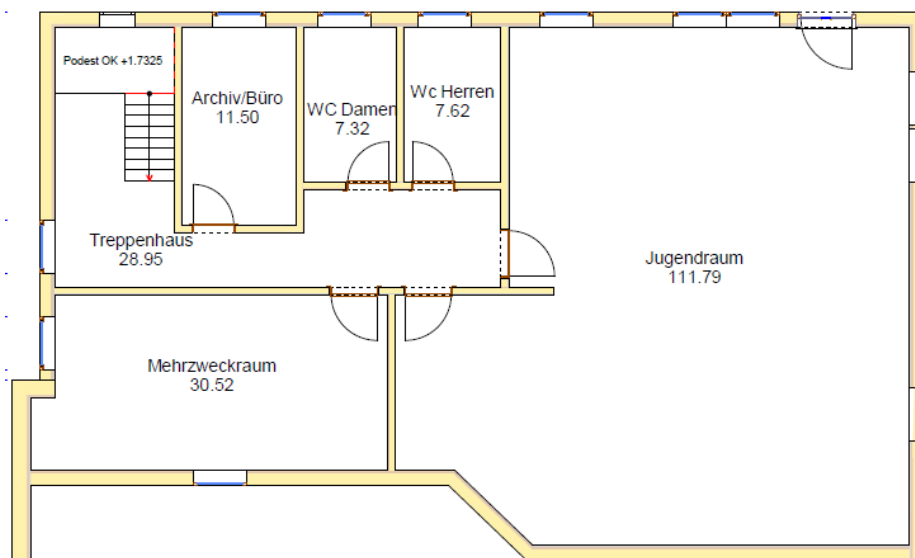 Podest OK +1.7325
Archiv/Büro
11.50
WC Damen
7.32
Wc Herren
7.62
Treppenhaus
28.95
Jugendraum
111.79
Mehrzweckraum
30.52